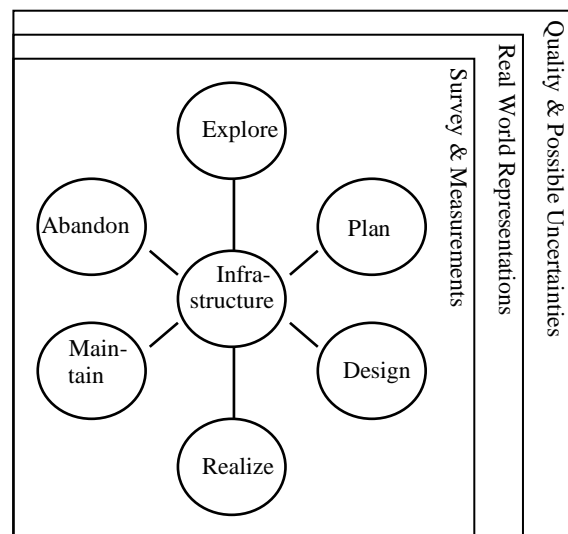 Explore
Abandon
Plan
Infra-
structure
Main-
tain
Design
Realize
Survey & Measurements
Real World Representations
Quality & Possible Uncertainties